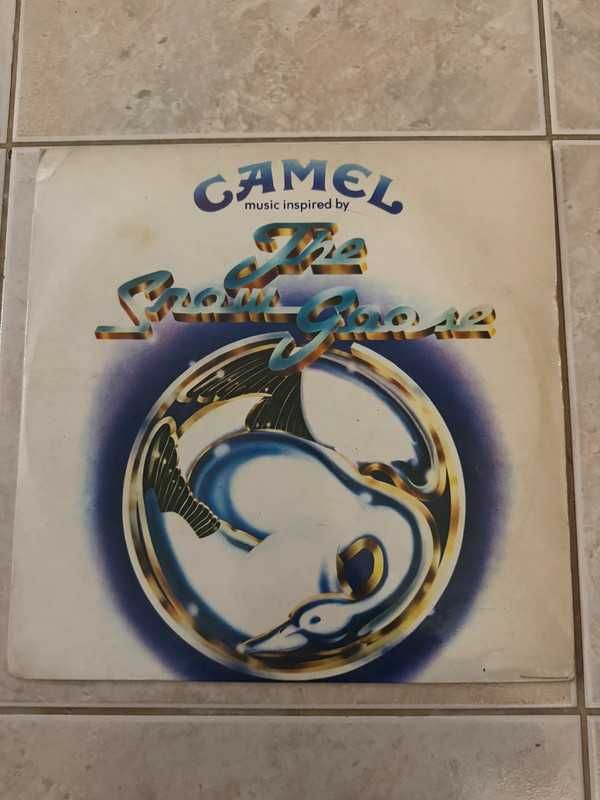 CAMEL
music inspired by
The
Snow Goose